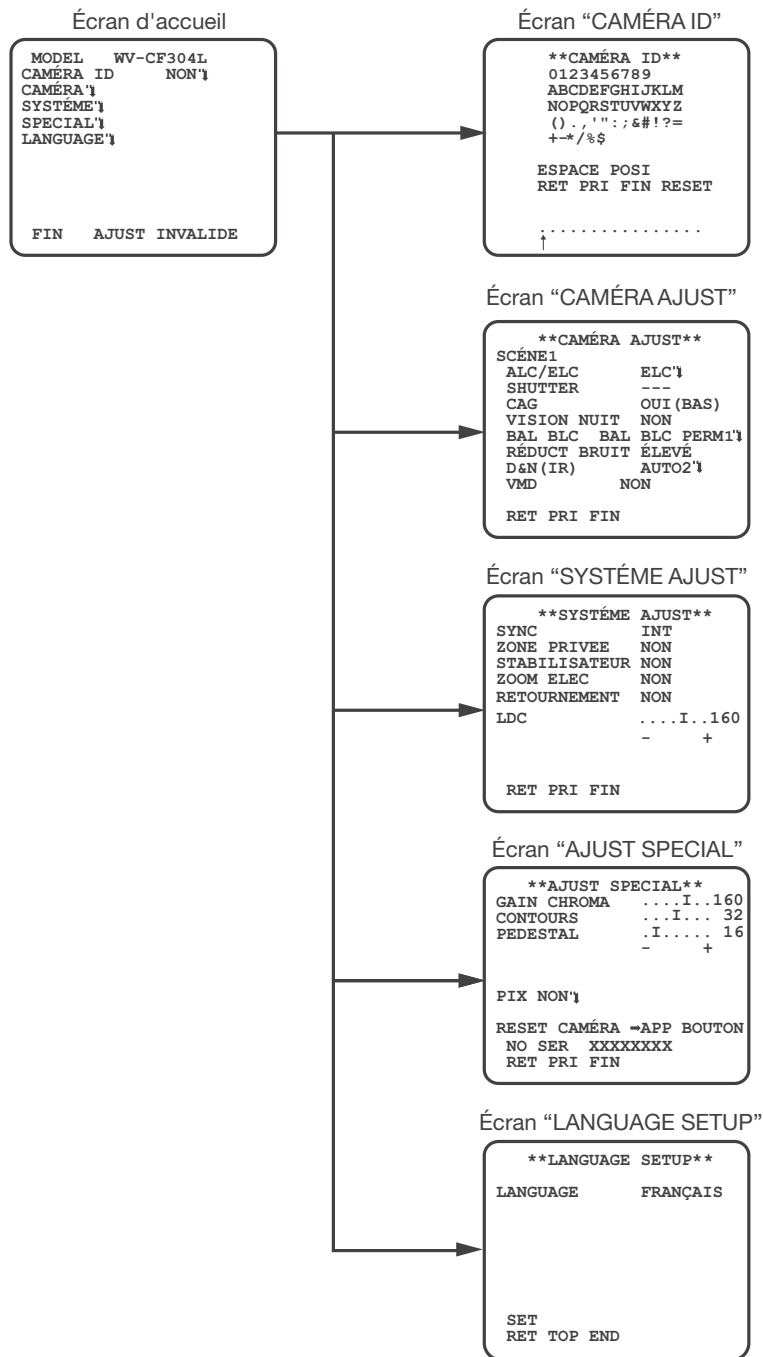 Écran d'accueil
MODEL WV-CF304L
CAMÉRA ID NON
CAMÉRA
SYSTÉME
SPECIAL
LANGUAGE
FIN AJUST INVALIDE
Écran “CAMÉRA ID”
**CAMÉRA ID**
0123456789
ABCDEFGHIJKLM
NOPQRSTUVWXYZ
().,'":;&#!?=
+-*/%$
ESPACE POSI
RET PRI FIN RESET
................
↑
Écran “CAMÉRA AJUST”
**CAMÉRA AJUST**
SCÉNE1
ALC/ELC ELC
SHUTTER ---
CAG OUI(BAS)
VISION NUIT NON
BAL BLC BAL BLC PERM1
RÉDUCT BRUIT ÉLEVÉ
D&N(IR) AUTO2
VMD NON
RET PRI FIN
Écran “SYSTÉME AJUST”
**SYSTÉME AJUST**
SYNC INT
ZONE PRIVEE NON
STABILISATEUR NON
ZOOM ELEC NON
RETOURNEMENT NON
LDC ....I..160
- +
RET PRI FIN
Écran “AJUST SPECIAL”
**AJUST SPECIAL**
GAIN CHROMA ....I..160
CONTOURS ...I... 32
PEDESTAL .I..... 16
- +
PIX NON
RESET CAMÉRA ➞APP BOUTON
NO SER XXXXXXXX
RET PRI FIN
Écran “LANGUAGE SETUP”
**LANGUAGE SETUP**
LANGUAGE FRANÇAIS
SET
RET TOP END